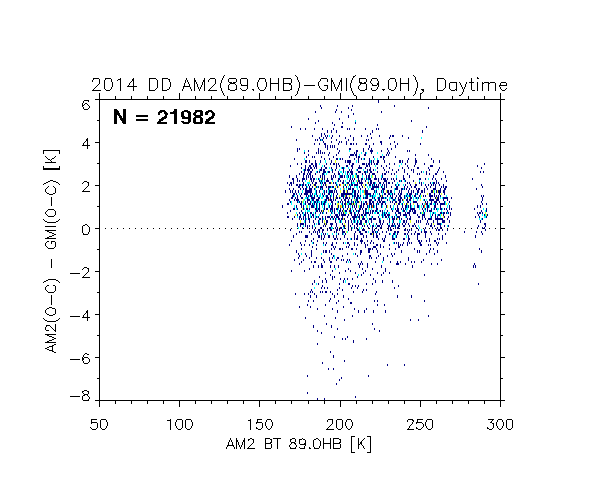 2014 DD AM2(89.0HB)-GMI(89.0H), Daytime
N = 21982
AM2(O-C) - GMI(O-C) [K]
6
4
2
0
-2
-4
-6
-8
50 100 150 200 250 300
AM2 BT 89.0HB [K]